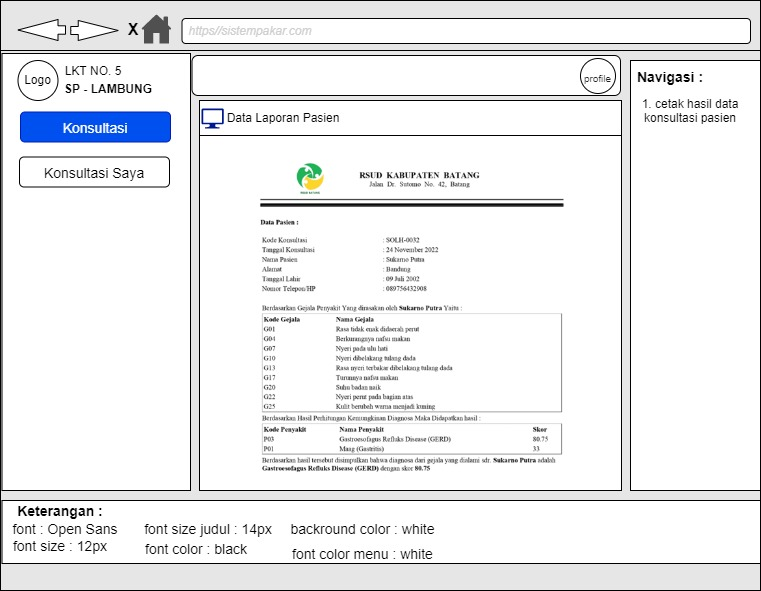 X
https//sistempakar.com
Logo
LKT NO. 5
SP - LAMBUNG
Konsultasi
Konsultasi Saya
profile
Data Laporan Pasien
RSUD BATANG
RSUD KABUPATEN BATANG
Jalan Dr. Sutomo No. 42, Batang
Data Pasien :
Kode Konsultasi : SOLH-0032
Tanggal Konsultasi : 24 November 2022
Nama Pasien : Sukarno Putra
Alamat : Bandung
Tanggal Lahir : 09 Juli 2002
Nomor Telepon/HP : 089756432908
Berdasarkan Gejala Penyakit Yang dirasakan oleh Sukarno Putra Yaitu :
Kode Gejala Nama Gejala
G01 Rasa tidak enak didaerah perut
G04 Berkurangnya nafsu makan
G07 Nyeri pada ulu hati
G10 Nyeri dibelakang tulang dada
G13 Rasa nyeri terbakar dibelakang tulang dada
G17 Turunnya nafsu makan
G20 Suhu badan naik
G22 Nyeri perut pada bagian atas
G25 Kulit berubah warna menjadi kuning
Berdasarkan Hasil Perhitungan Kemungkinan Diagnosa Maka Didapatkan hasil :
Kode Penyakit Nama Penyakit Skor
P03 Gastroesofagus Refluks Disease (GERD) 80.75
P01 Maag (Gastritis) 33
Berdasarkan hasil tersebut disimpulkan bahwa diagnosa dari gejala yang dialami sdr. Sukarno Putra adalah
Gastroesofagus Refluks Disease (GERD) dengan skor 80.75
Navigasi :
1. cetak hasil data
konsultasi pasien
Keterangan :
font : Open Sans
font size : 12px
font size judul : 14px
font color : black
backround color : white
font color menu : white